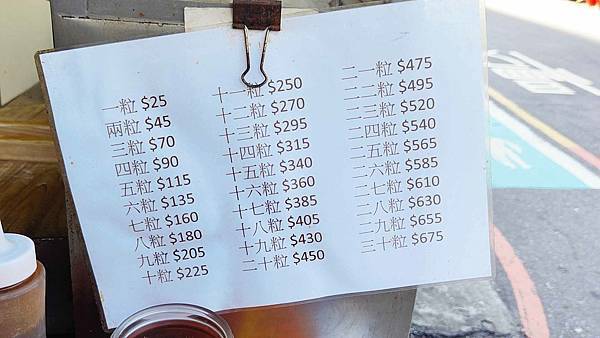 一粒 $25
兩粒 $45
三粒 $70
四粒 $90
五粒 $115
六粒 $135
七粒 $160
八粒 $180
九粒 $205
十粒 $225
十一粒 $250
十二粒 $270
十三粒 $295
十四粒 $315
十五粒 $340
十六粒 $360
十七粒 $385
十八粒 $405
十九粒 $430
二十粒 $450
二一粒 $475
二二粒 $495
二三粒 $520
二四粒 $540
二五粒 $565
二六粒 $585
二七粒 $610
二八粒 $630
二九粒 $655
三十粒 $675